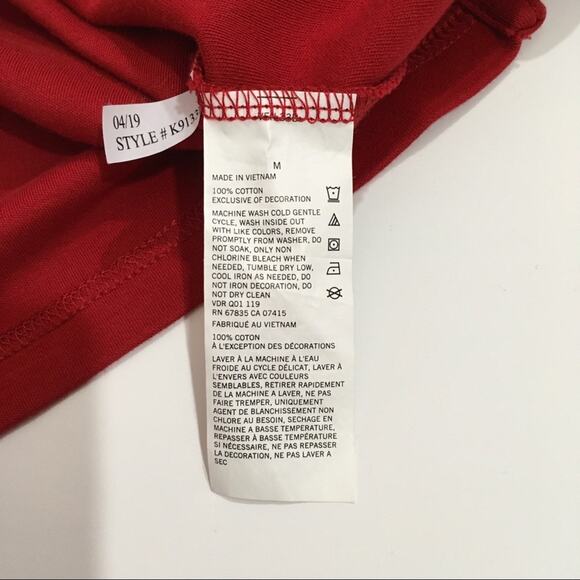 04/19
STYLE # K9133
M
MADE IN VIETNAM
100% COTTON
EXCLUSIVE OF DECORATION
MACHINE WASH COLD GENTLE
CYCLE, WASH INSIDE OUT
WITH LIKE COLORS, REMOVE
PROMPTLY FROM WASHER, DO
NOT SOAK, ONLY NON
CHLORINE BLEACH WHEN
NEEDED, TUMBLE DRY LOW,
COOL IRON AS NEEDED, DO
NOT IRON DECORATION, DO
NOT DRY CLEAN
VDR Q01 119
RN 67835 CA 07415
FABRIQUÉ AU VIETNAM
100% COTON
À L'EXCEPTION DES DÉCORATIONS
LAVER À LA MACHINE À L'EAU
FROIDE AU CYCLE DÉLICAT, LAVER À
L'ENVERS AVEC COULEURS
SEMBLABLES, RETIRER RAPIDEMENT
DE LA MACHINE A LAVER, NE PAS
FAIRE TREMPER, UNIQUEMENT
AGENT DE BLANCHISSEMENT NON
CHLORE AU BESOIN, SECHAGE EN
MACHINE A BASSE TEMPERATURE,
REPASSER À BASSE TEMPÉRATURE
SI NÉCESSAIRE, NE PAS REPASSER
LA DECORATION, NE PAS LAVER A
SEC